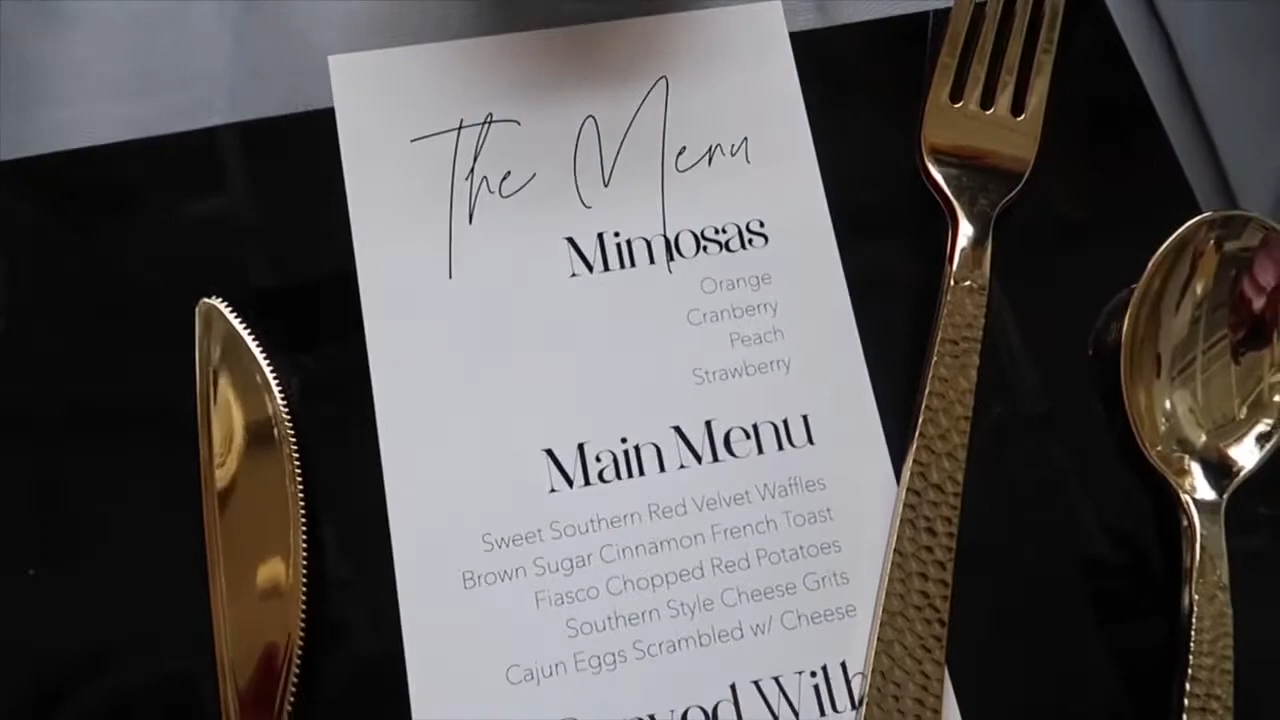 The Menu
Mimosas
Orange
Cranberry
Peach
Strawberry
Main Menu
Sweet Southern Red Velvet Waffles
Brown Sugar Cinnamon French Toast
Fiasco Chopped Red Potatoes
Southern Style Cheese Grits
Cajun Eggs Scrambled w/ Cheese